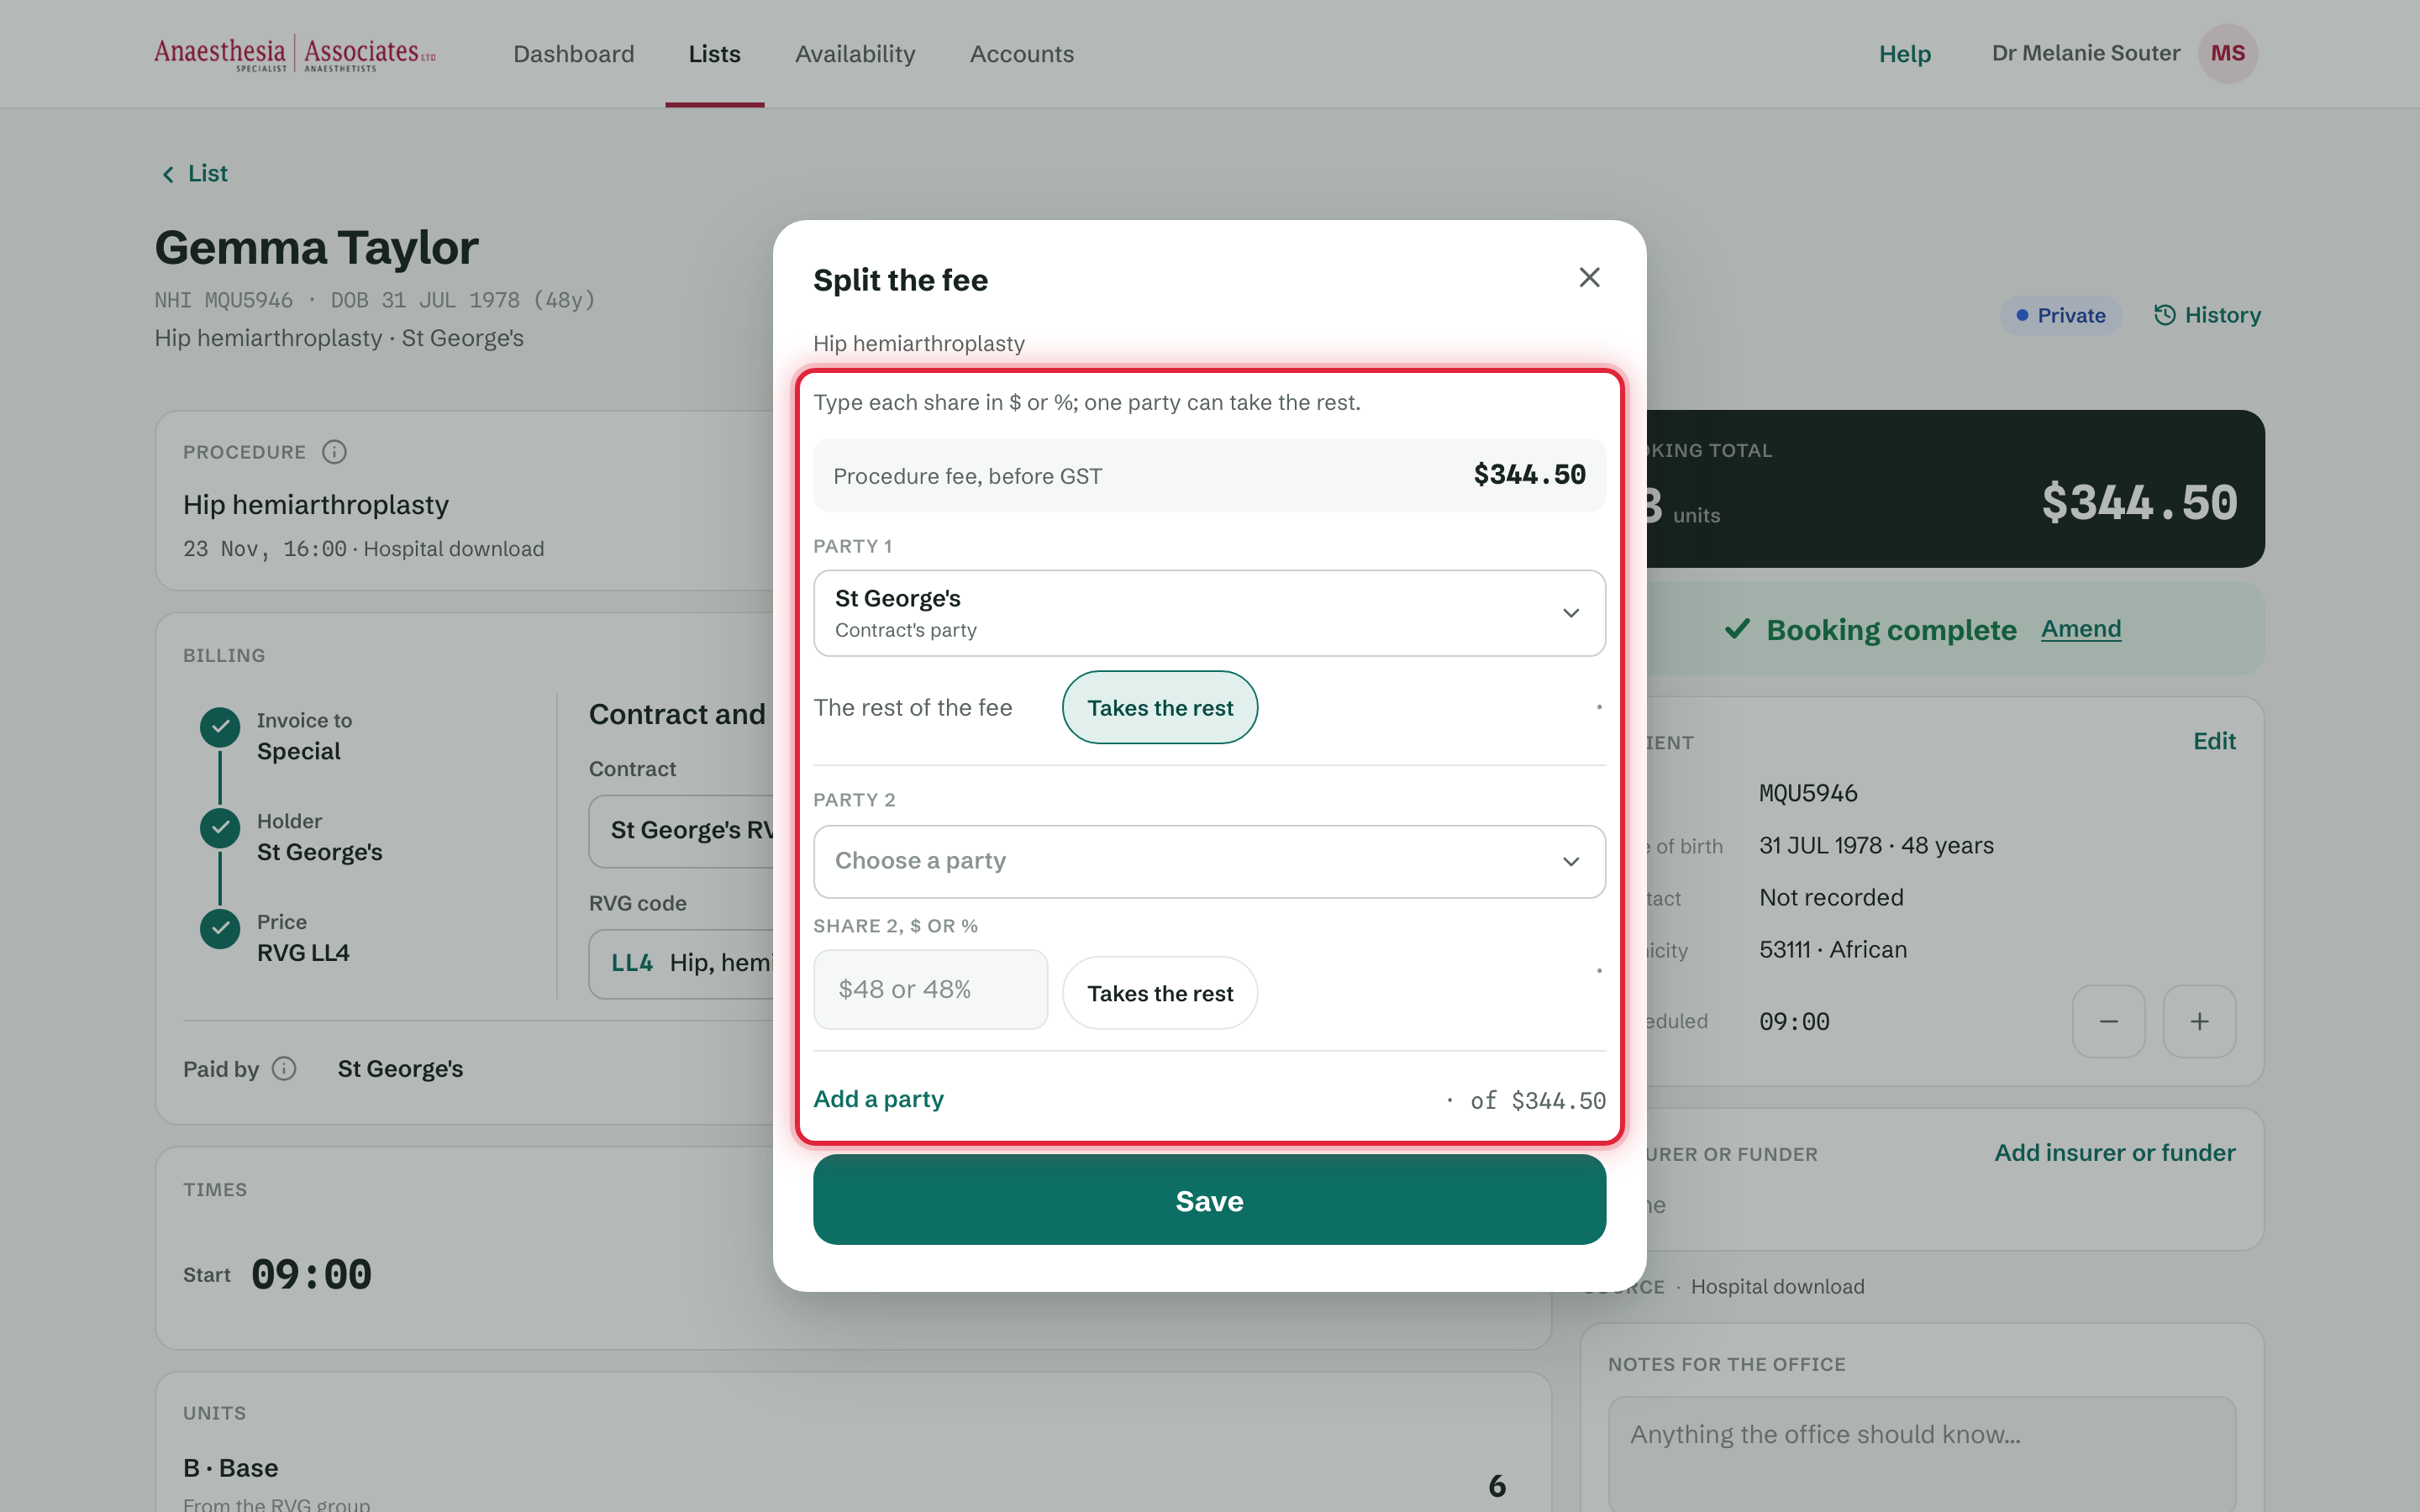 Anaesthesia Associates LTD
SPECIALIST ANAESTHETISTS
Dashboard
Lists
Availability
Accounts
Help
Dr Melanie Souter
MS
List
Gemma Taylor
NHI MQU5946 · DOB 31 JUL 1978 (48y)
Hip hemiarthroplasty · St George's
Private
History
PROCEDURE
Hip hemiarthroplasty
23 Nov, 16:00 · Hospital download
BILLING
Invoice to
Special
Holder
St George's
Price
RVG LL4
Contract and
Contract
St George's RV
RVG code
LL4 Hip, hemi
Paid by
St George's
TIMES
Start 09:00
UNITS
B · Base
6
From the RVG group
Split the fee
Hip hemiarthroplasty
Type each share in $ or %; one party can take the rest.
Procedure fee, before GST
$344.50
PARTY 1
St George's
Contract's party
The rest of the fee
Takes the rest
·
PARTY 2
Choose a party
SHARE 2, $ OR %
$48 or 48%
Takes the rest
·
Add a party
· of $344.50
Save
OKING TOTAL
units
$344.50
Booking complete
Amend
IENT
Edit
MQU5946
e of birth
31 JUL 1978 · 48 years
tact
Not recorded
icity
53111 · African
eduled
09:00
URER OR FUNDER
Add insurer or funder
ne
RCE · Hospital download
NOTES FOR THE OFFICE
Anything the office should know...